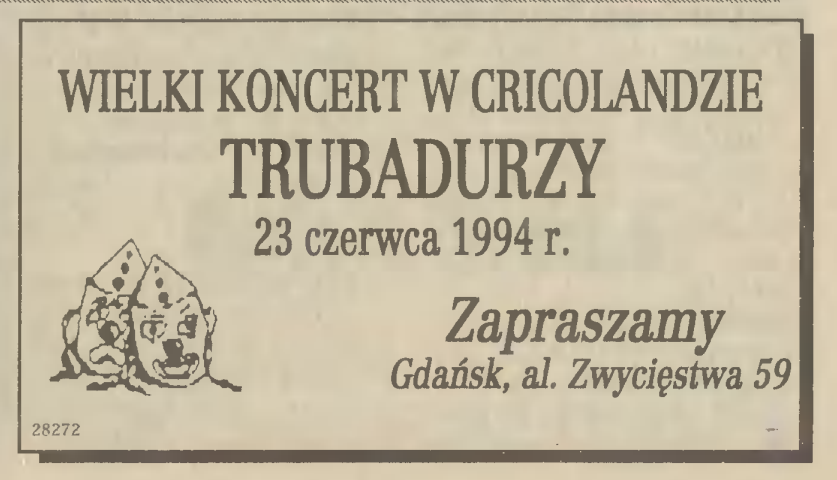 WIELKI KONCERT W CRICOLANDZIE
TRUBADURZY
23 czerwca 1994 r.
Zapraszamy
Gdańsk, al. Zwycięstwa 59
28272